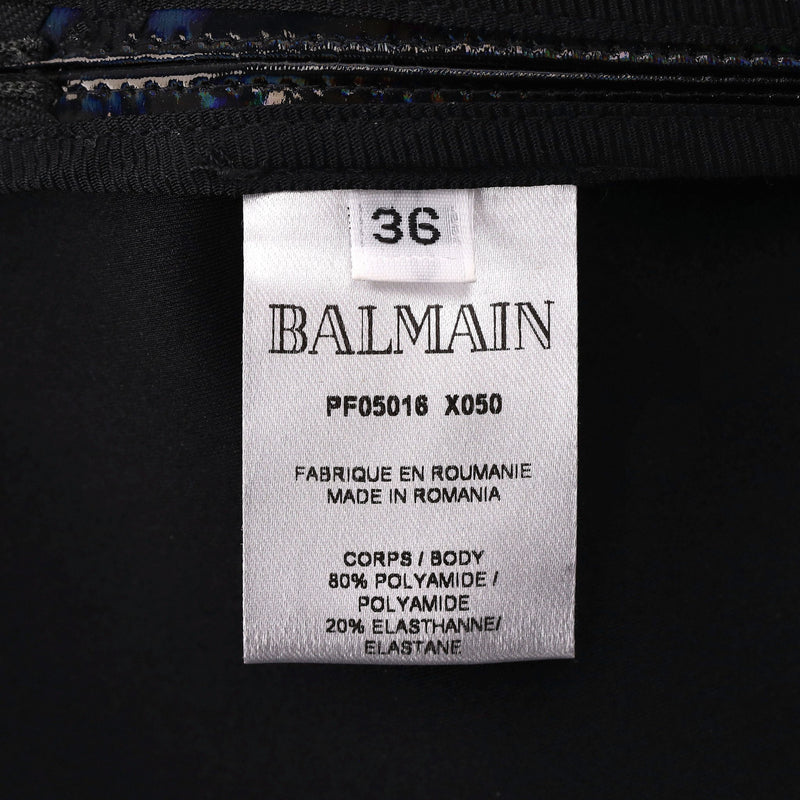 36
BALMAIN
PF05016 X050
FABRIQUE EN ROUMANIE
MADE IN ROMANIA
CORPS / BODY
80% POLYAMIDE /
POLYAMIDE
20% ELASTHANNE/
ELASTANE